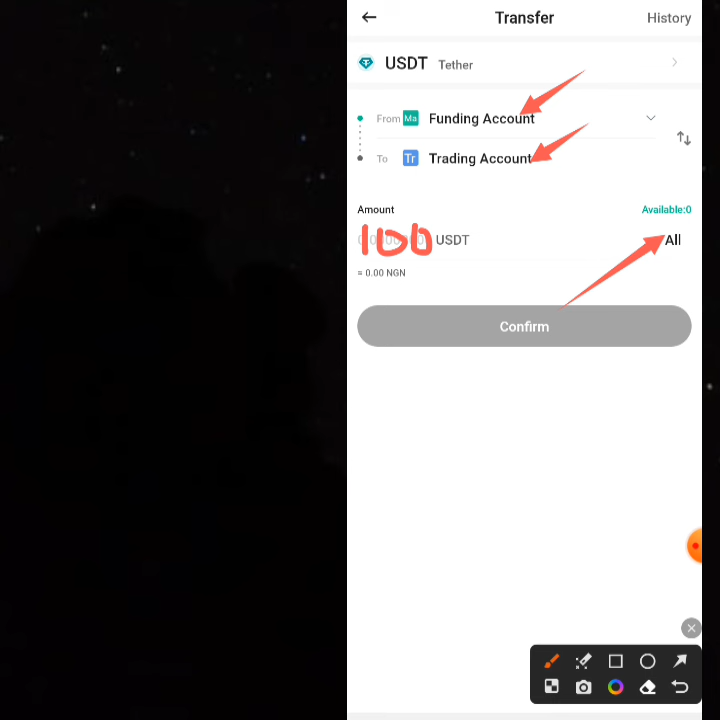 Transfer
History
USDT Tether
From Ma Funding Account
To Tr Trading Account
Amount
Available:0
100 USDT
All
≈ 0.00 NGN
Confirm